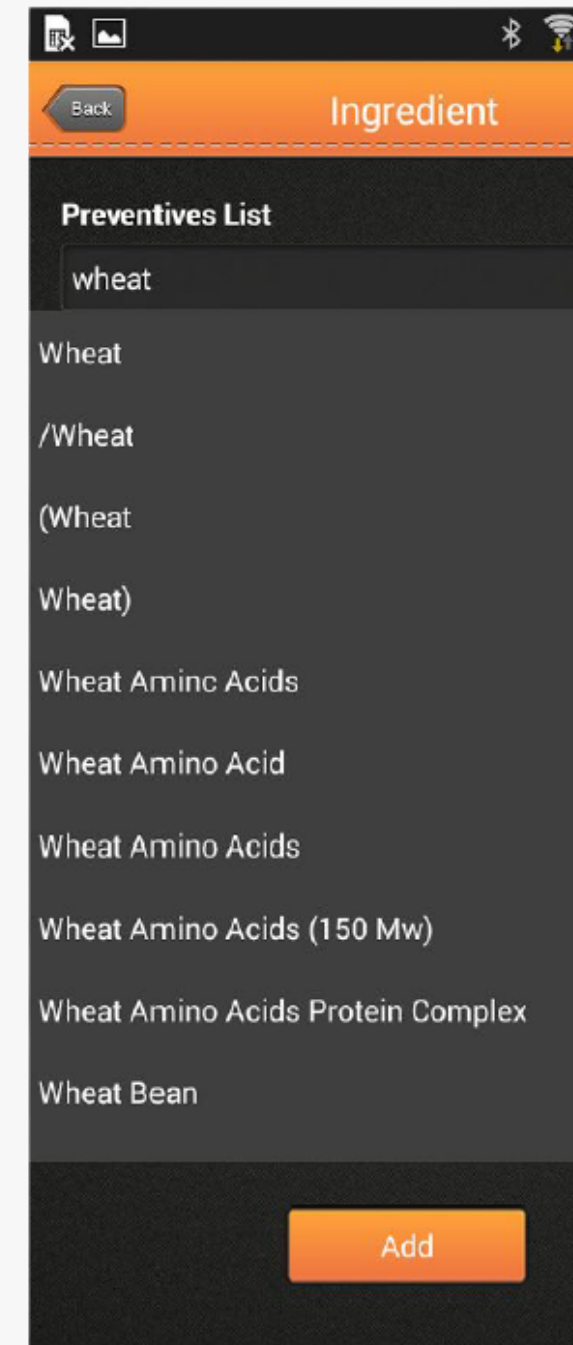 Back
Ingredient
Preventives List
wheat
Wheat
/Wheat
(Wheat
Wheat)
Wheat Aminc Acids
Wheat Amino Acid
Wheat Amino Acids
Wheat Amino Acids (150 Mw)
Wheat Amino Acids Protein Complex
Wheat Bean
Add